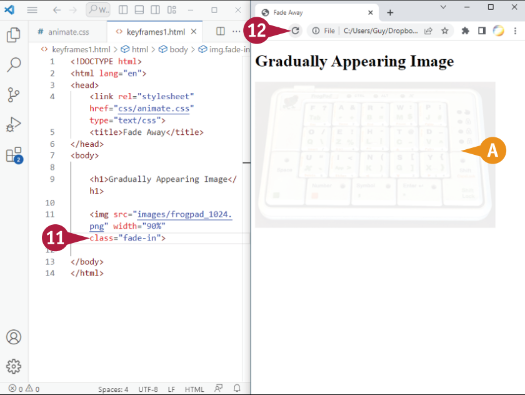 W...
# animate.css
<> keyframes1.html
<> keyframes1.html > html > body > img.fade-in
1 <!DOCTYPE html>
2 <html lang="en">
3 <head>
4 <link rel="stylesheet"
href="css/animate.css"
type="text/css">
5 <title>Fade Away</title>
6 </head>
7 <body>
8
9 <h1>Gradually Appearing Image</
h1>
10
11 <img src="images/frogpad_1024.
png" width="90%"
class="fade-in">
12
13 </body>
14 </html>
11
2
0 0 Spaces: 4 UTF-8 LF HTML
Fade Away
12
File C:/Users/Guy/Dropbo...
Gradually Appearing Image
A